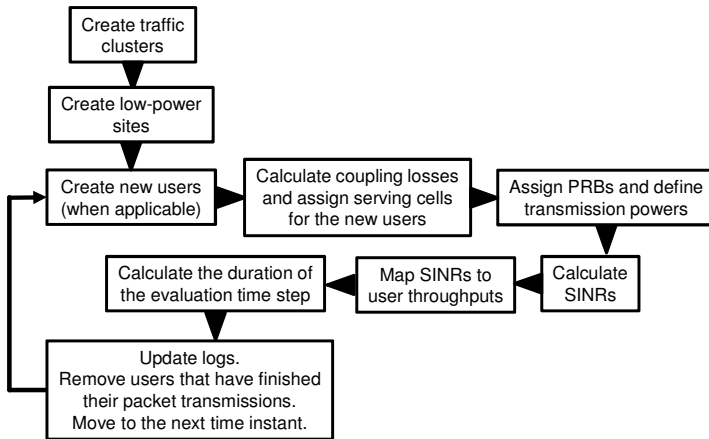 Create traffic
clusters
Create low-power
sites
Create new users
(when applicable)
Calculate coupling losses
and assign serving cells
for the new users
Assign PRBs and define
transmission powers
Calculate
SINRs
Map SINRs to
user throughputs
Calculate the duration of
the evaluation time step
Update logs.
Remove users that have finished
their packet transmissions.
Move to the next time instant.